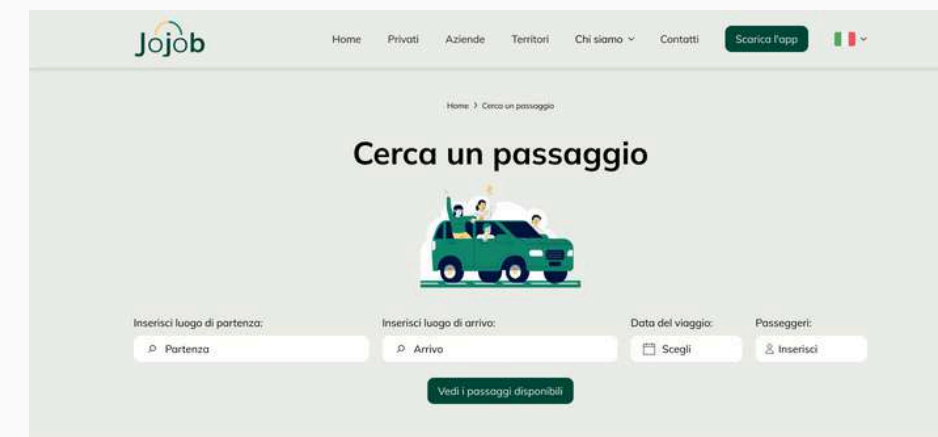 Jojob
Home Privati Aziende Territori Chi siamo Contatti Scarica l'app
Home > Cerca un passaggio
Cerca un passaggio
Inserisci luogo di partenza: Inserisci luogo di arrivo: Data del viaggio: Passeggeri:
Partenza Arrivo Scegli Inserisci
Vedi i passaggi disponibili